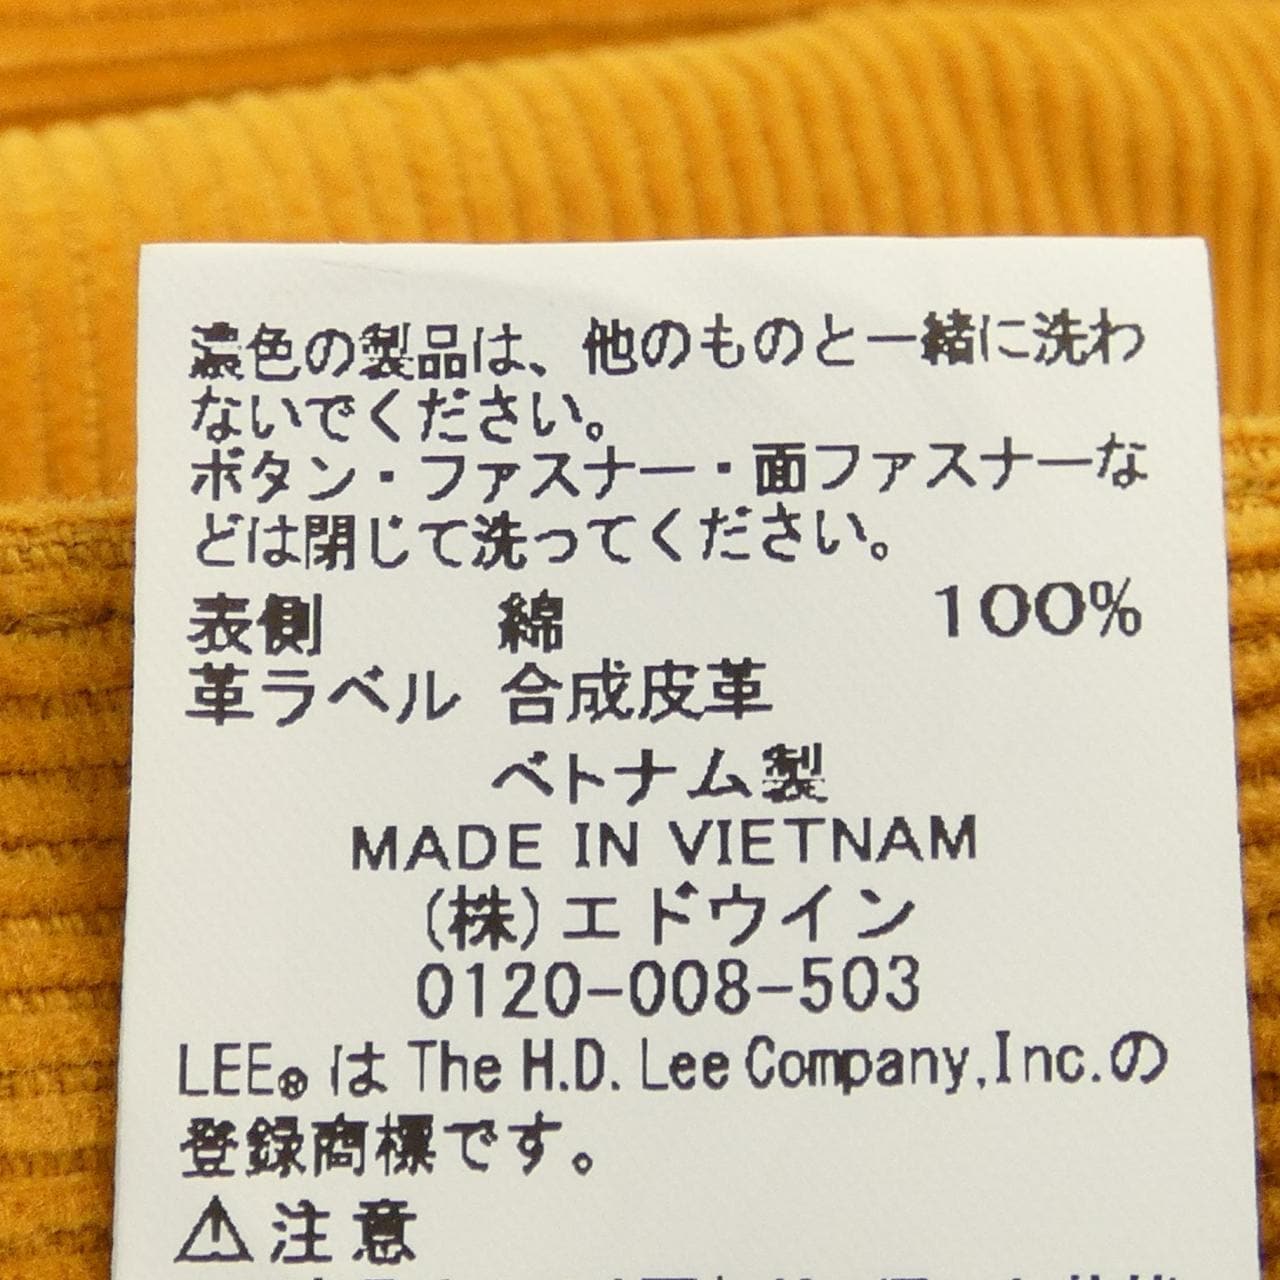 濃色の製品は、他のものと一緒に洗わ
ないでください。
ボタン・ファスナー・面ファスナーな
どは閉じて洗ってください。
表側 綿 100%
革ラベル 合成皮革
ベトナム製
MADE IN VIETNAM
(株)エドウイン
0120-008-503
LEE® は The H.D. Lee Company,Inc.の
登録商標です。
⚠注意